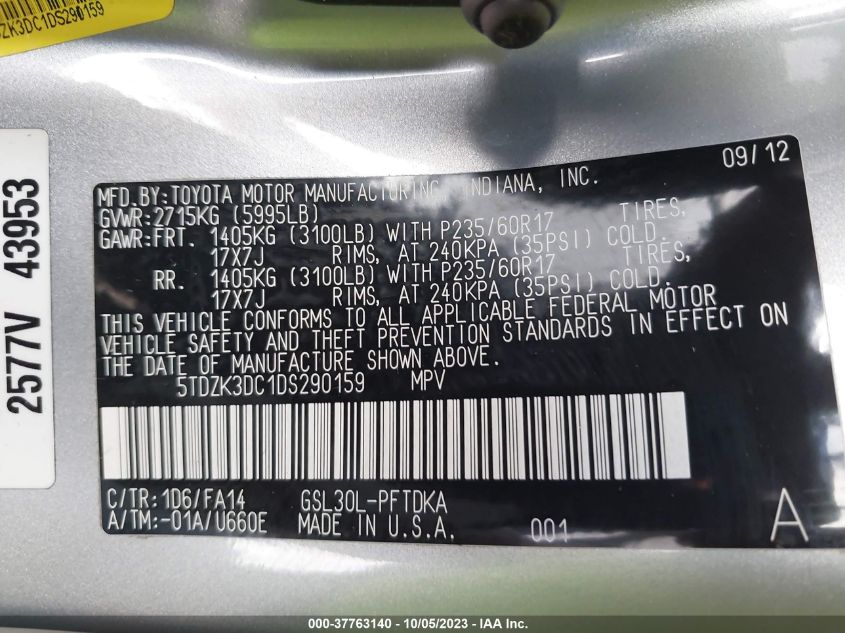 ZK3DC1DS290159
2577V 43953
09/12
MFD.BY:TOYOTA MOTOR MANUFACTURING, INDIANA, INC.
GVWR:2715KG (5995LB)
GAWR:FRT. 1405KG (3100LB) WITH P235/60R17 TIRES,
17X7J RIMS, AT 240KPA (35PSI) COLD.
RR. 1405KG (3100LB) WITH P235/60R17 TIRES,
17X7J RIMS, AT 240KPA (35PSI) COLD.
THIS VEHICLE CONFORMS TO ALL APPLICABLE FEDERAL MOTOR
VEHICLE SAFETY AND THEFT PREVENTION STANDARDS IN EFFECT ON
THE DATE OF MANUFACTURE SHOWN ABOVE.
5TDZK3DC1DS290159 MPV
C/TR:1D6/FA14 GSL30L-PFTDKA
A/TM:-01A/U660E MADE IN U.S.A. 001 A
000-37763140 - 10/05/2023 - IAA Inc.